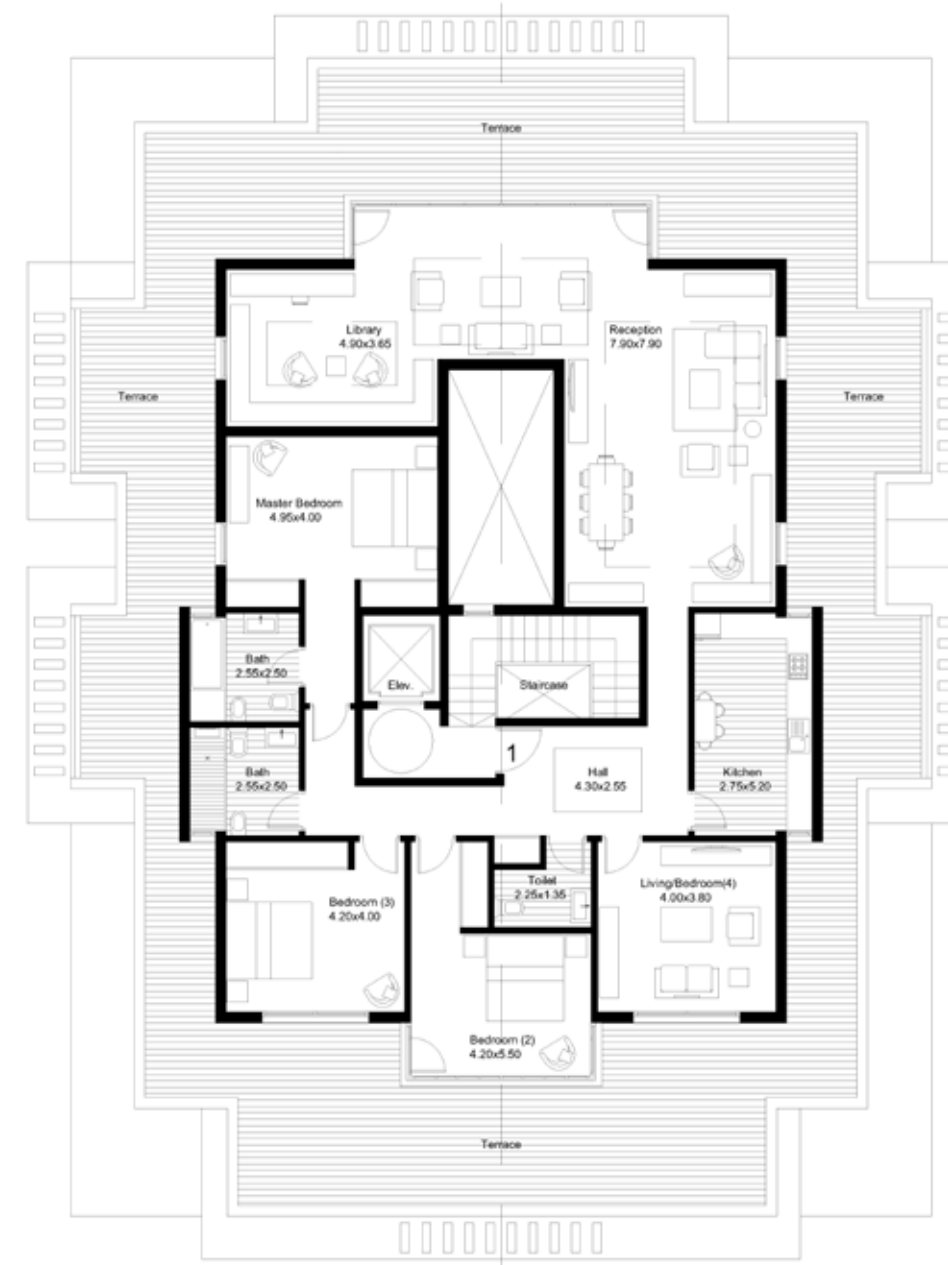 Terrace
Library
4.90x3.65
Reception
7.90x7.90
Terrace
Terrace
Master Bedroom
4.95x4.00
Bath
2.55x2.50
Elev.
Staircase
1
Bath
2.55x2.50
Hall
4.30x2.55
Kitchen
2.75x5.20
Bedroom (3)
4.20x4.00
Toilet
2.25x1.35
Living/Bedroom(4)
4.00x3.80
Bedroom (2)
4.20x5.50
Terrace